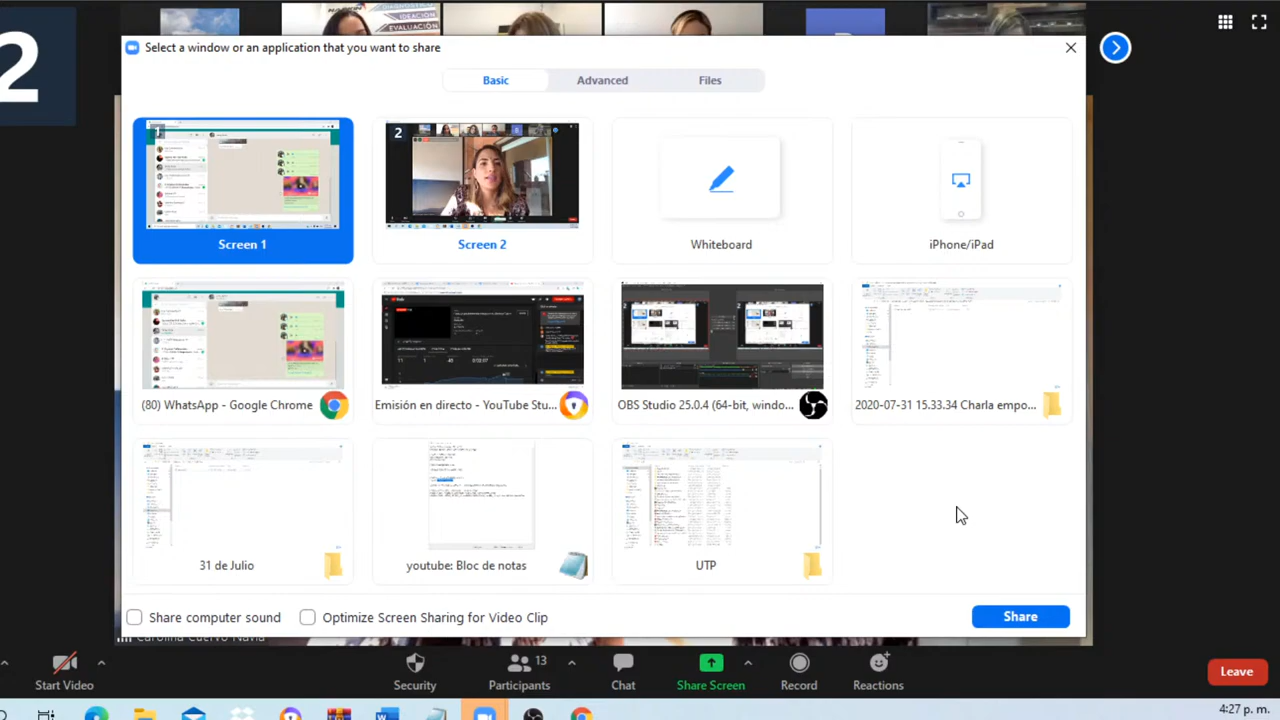 2
IDEACIÓN
EVALUACIÓN
Select a window or an application that you want to share
Basic
Advanced
Files
1
2
Screen 1
Screen 2
Whiteboard
iPhone/iPad
(80) WhatsApp - Google Chrome
Emisión en directo - YouTube Stu...
OBS Studio 25.0.4 (64-bit, windo...
2020-07-31 15.33.34 Charla empo...
31 de Julio
youtube: Bloc de notas
UTP
Share computer sound
Optimize Screen Sharing for Video Clip
Share
Start Video
Security
Participants
13
Chat
Share Screen
Record
Reactions
Leave
4:27 p. m.